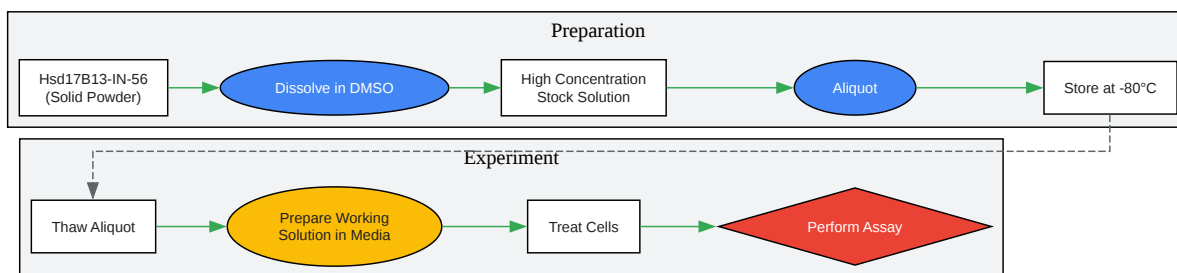 Preparation
Hsd17B13-IN-56
(Solid Powder)
Dissolve in DMSO
High Concentration
Stock Solution
Aliquot
Store at -80°C
Experiment
Thaw Aliquot
Prepare Working
Solution in Media
Treat Cells
Perform Assay